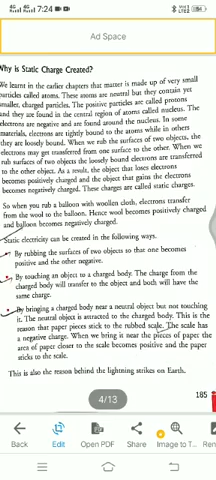 7:24
Ad Space
Why is Static Charge Created?
We learnt in the earlier chapters that matter is made up of very small
particles called atoms. These atoms are neutral but they contain yet
smaller, charged particles. The positive particles are called protons
and they are found in the central region of atoms called nucleus. The
electrons are negative and are found around the nucleus. In some
materials, electrons are tightly bound to the atoms while in others
they are loosely bound. When we rub the surfaces of two objects, the
electrons may get transferred from one surface to the other. When we
rub surfaces of two objects the loosely bound electrons are transferred
to the other object. As a result, the object that loses electrons
becomes positively charged and the object that gains the electrons
becomes negatively charged. These charges are called static charges.
So when you rub a balloon with woollen cloth, electrons transfer
from the wool to the balloon. Hence wool becomes positively charged
and balloon becomes negatively charged.
Static electricity can be created in the following ways.
By rubbing the surfaces of two objects so that one becomes
positive and the other negative.
By touching an object to a charged body. The charge from the
charged body will transfer to the object and both will have the
same charge.
By bringing a charged body near a neutral object but not touching
it. The neutral object is attracted to the charged body. This is the
reason that paper pieces stick to the rubbed scale. The scale has
a negative charge. When we bring it near the pieces of paper the
area of paper closer to the scale becomes positive and the paper
sticks to the scale.
This is also the reason behind the lightning strikes on Earth.
4/13
185
Back
Edit
Open PDF
Share
Image to T...
Ren